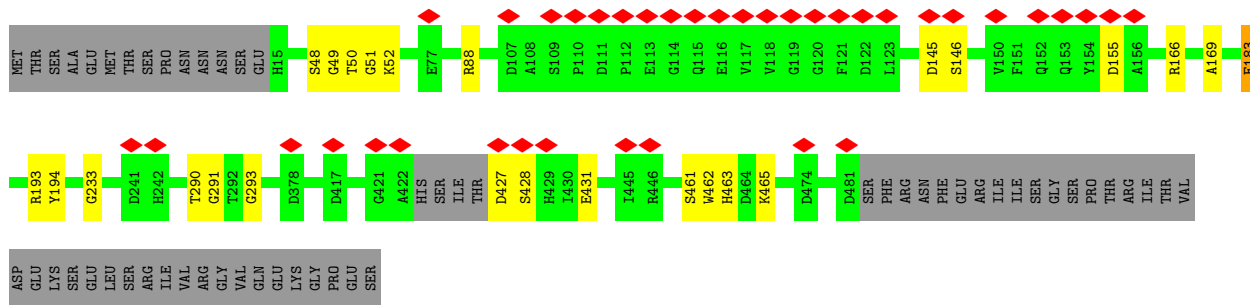 MET THR SER ALA GLU MET THR SER PRO ASN ASN ASN SER GLU H15 S48 G49 T50 G51 K52 E77 R88 D107 A108 S109 P110 D111 P112 E113 G114 Q115 E116 V117 V118 G119 G120 F121 D122 L123 D145 S146 V150 F151 Q152 Q153 Y154 D155 A156 R166 A169
R193 Y194 G233 D241 H242 T290 G291 T292 G293 D378 D417 G421 A422 HIS SER ILE THR D427 S428 H429 I430 E431 I445 R446 S461 W462 H463 D464 K465 D474 D481 SER PHE ARG ASN PHE GLU ARG ILE ILE SER GLY SER PRO THR ARG ILE THR VAL
ASP GLU LYS SER GLU LEU SER ARG ILE VAL ARG GLY VAL GLN GLU LYS GLY PRO GLU SER